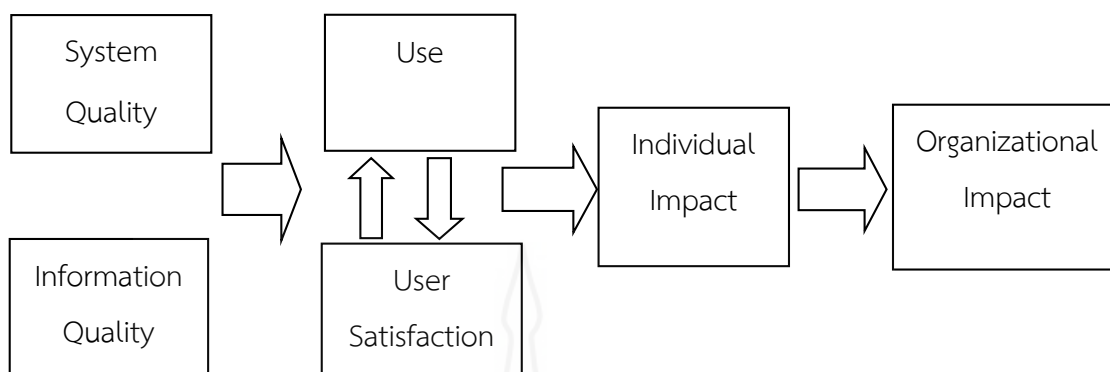 System
Quality
Use
Individual
Impact
Organizational
Impact
Information
Quality
User
Satisfaction